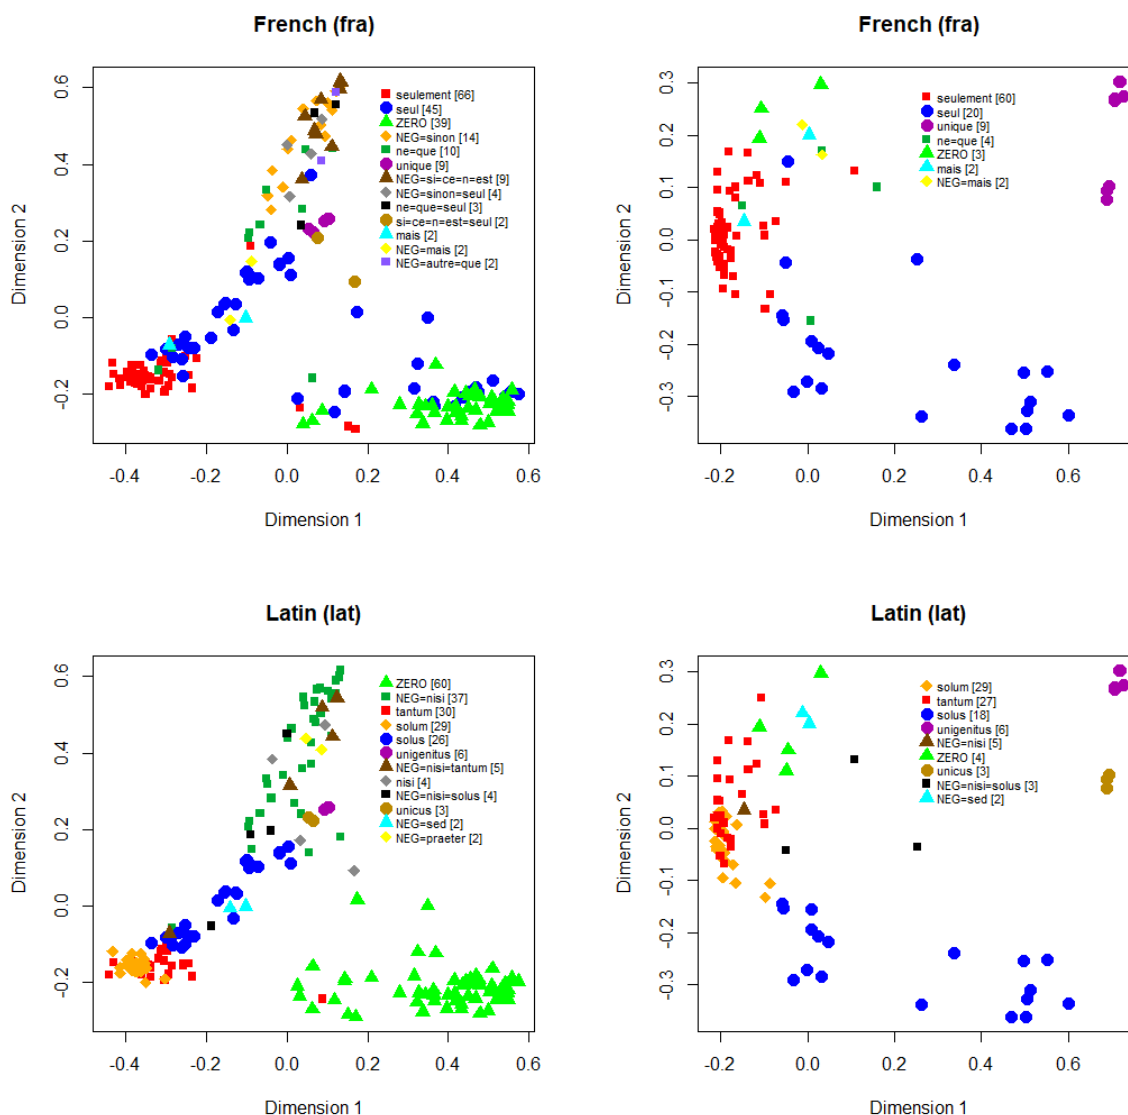 French (fra)
Dimension 2
0.6
0.4
0.2
0.0
-0.2
seulement [66]
seul [45]
ZERO [39]
NEG=sinon [14]
ne=que [10]
unique [9]
NEG=si=ce=n=est [9]
NEG=sinon=seul [4]
ne=que=seul [3]
si=ce=n=est=seul [2]
mais [2]
NEG=mais [2]
NEG=autre=que [2]
-0.4 -0.2 0.0 0.2 0.4 0.6
Dimension 1
French (fra)
Dimension 2
0.3
0.2
0.1
0.0
-0.1
-0.2
-0.3
seulement [60]
seul [20]
unique [9]
ne=que [4]
ZERO [3]
mais [2]
NEG=mais [2]
-0.2 0.0 0.2 0.4 0.6
Dimension 1
Latin (lat)
Dimension 2
0.6
0.4
0.2
0.0
-0.2
ZERO [60]
NEG=nisi [37]
tantum [30]
solum [29]
solus [26]
unigenitus [6]
NEG=nisi=tantum [5]
nisi [4]
NEG=nisi=solus [4]
unicus [3]
NEG=sed [2]
NEG=praeter [2]
-0.4 -0.2 0.0 0.2 0.4 0.6
Dimension 1
Latin (lat)
Dimension 2
0.3
0.2
0.1
0.0
-0.1
-0.2
-0.3
solum [29]
tantum [27]
solus [18]
unigenitus [6]
NEG=nisi [5]
ZERO [4]
unicus [3]
NEG=nisi=solus [3]
NEG=sed [2]
-0.2 0.0 0.2 0.4 0.6
Dimension 1